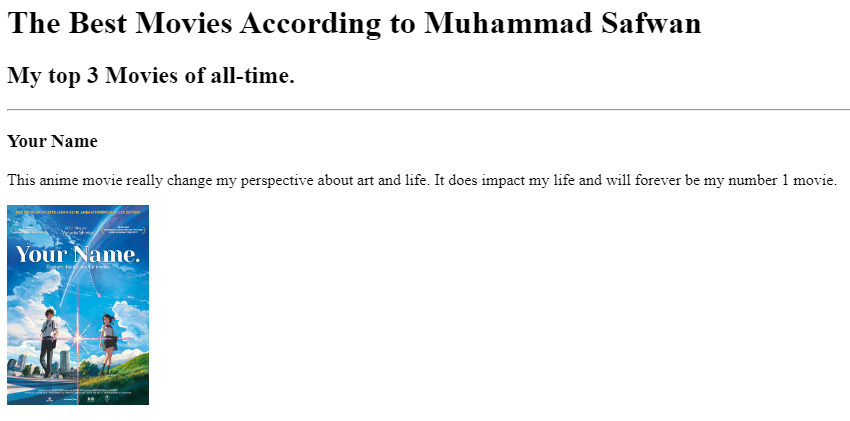 The Best Movies According to Muhammad Safwan
My top 3 Movies of all-time.
Your Name
This anime movie really change my perspective about art and life. It does impact my life and will forever be my number 1 movie.
Your Name.